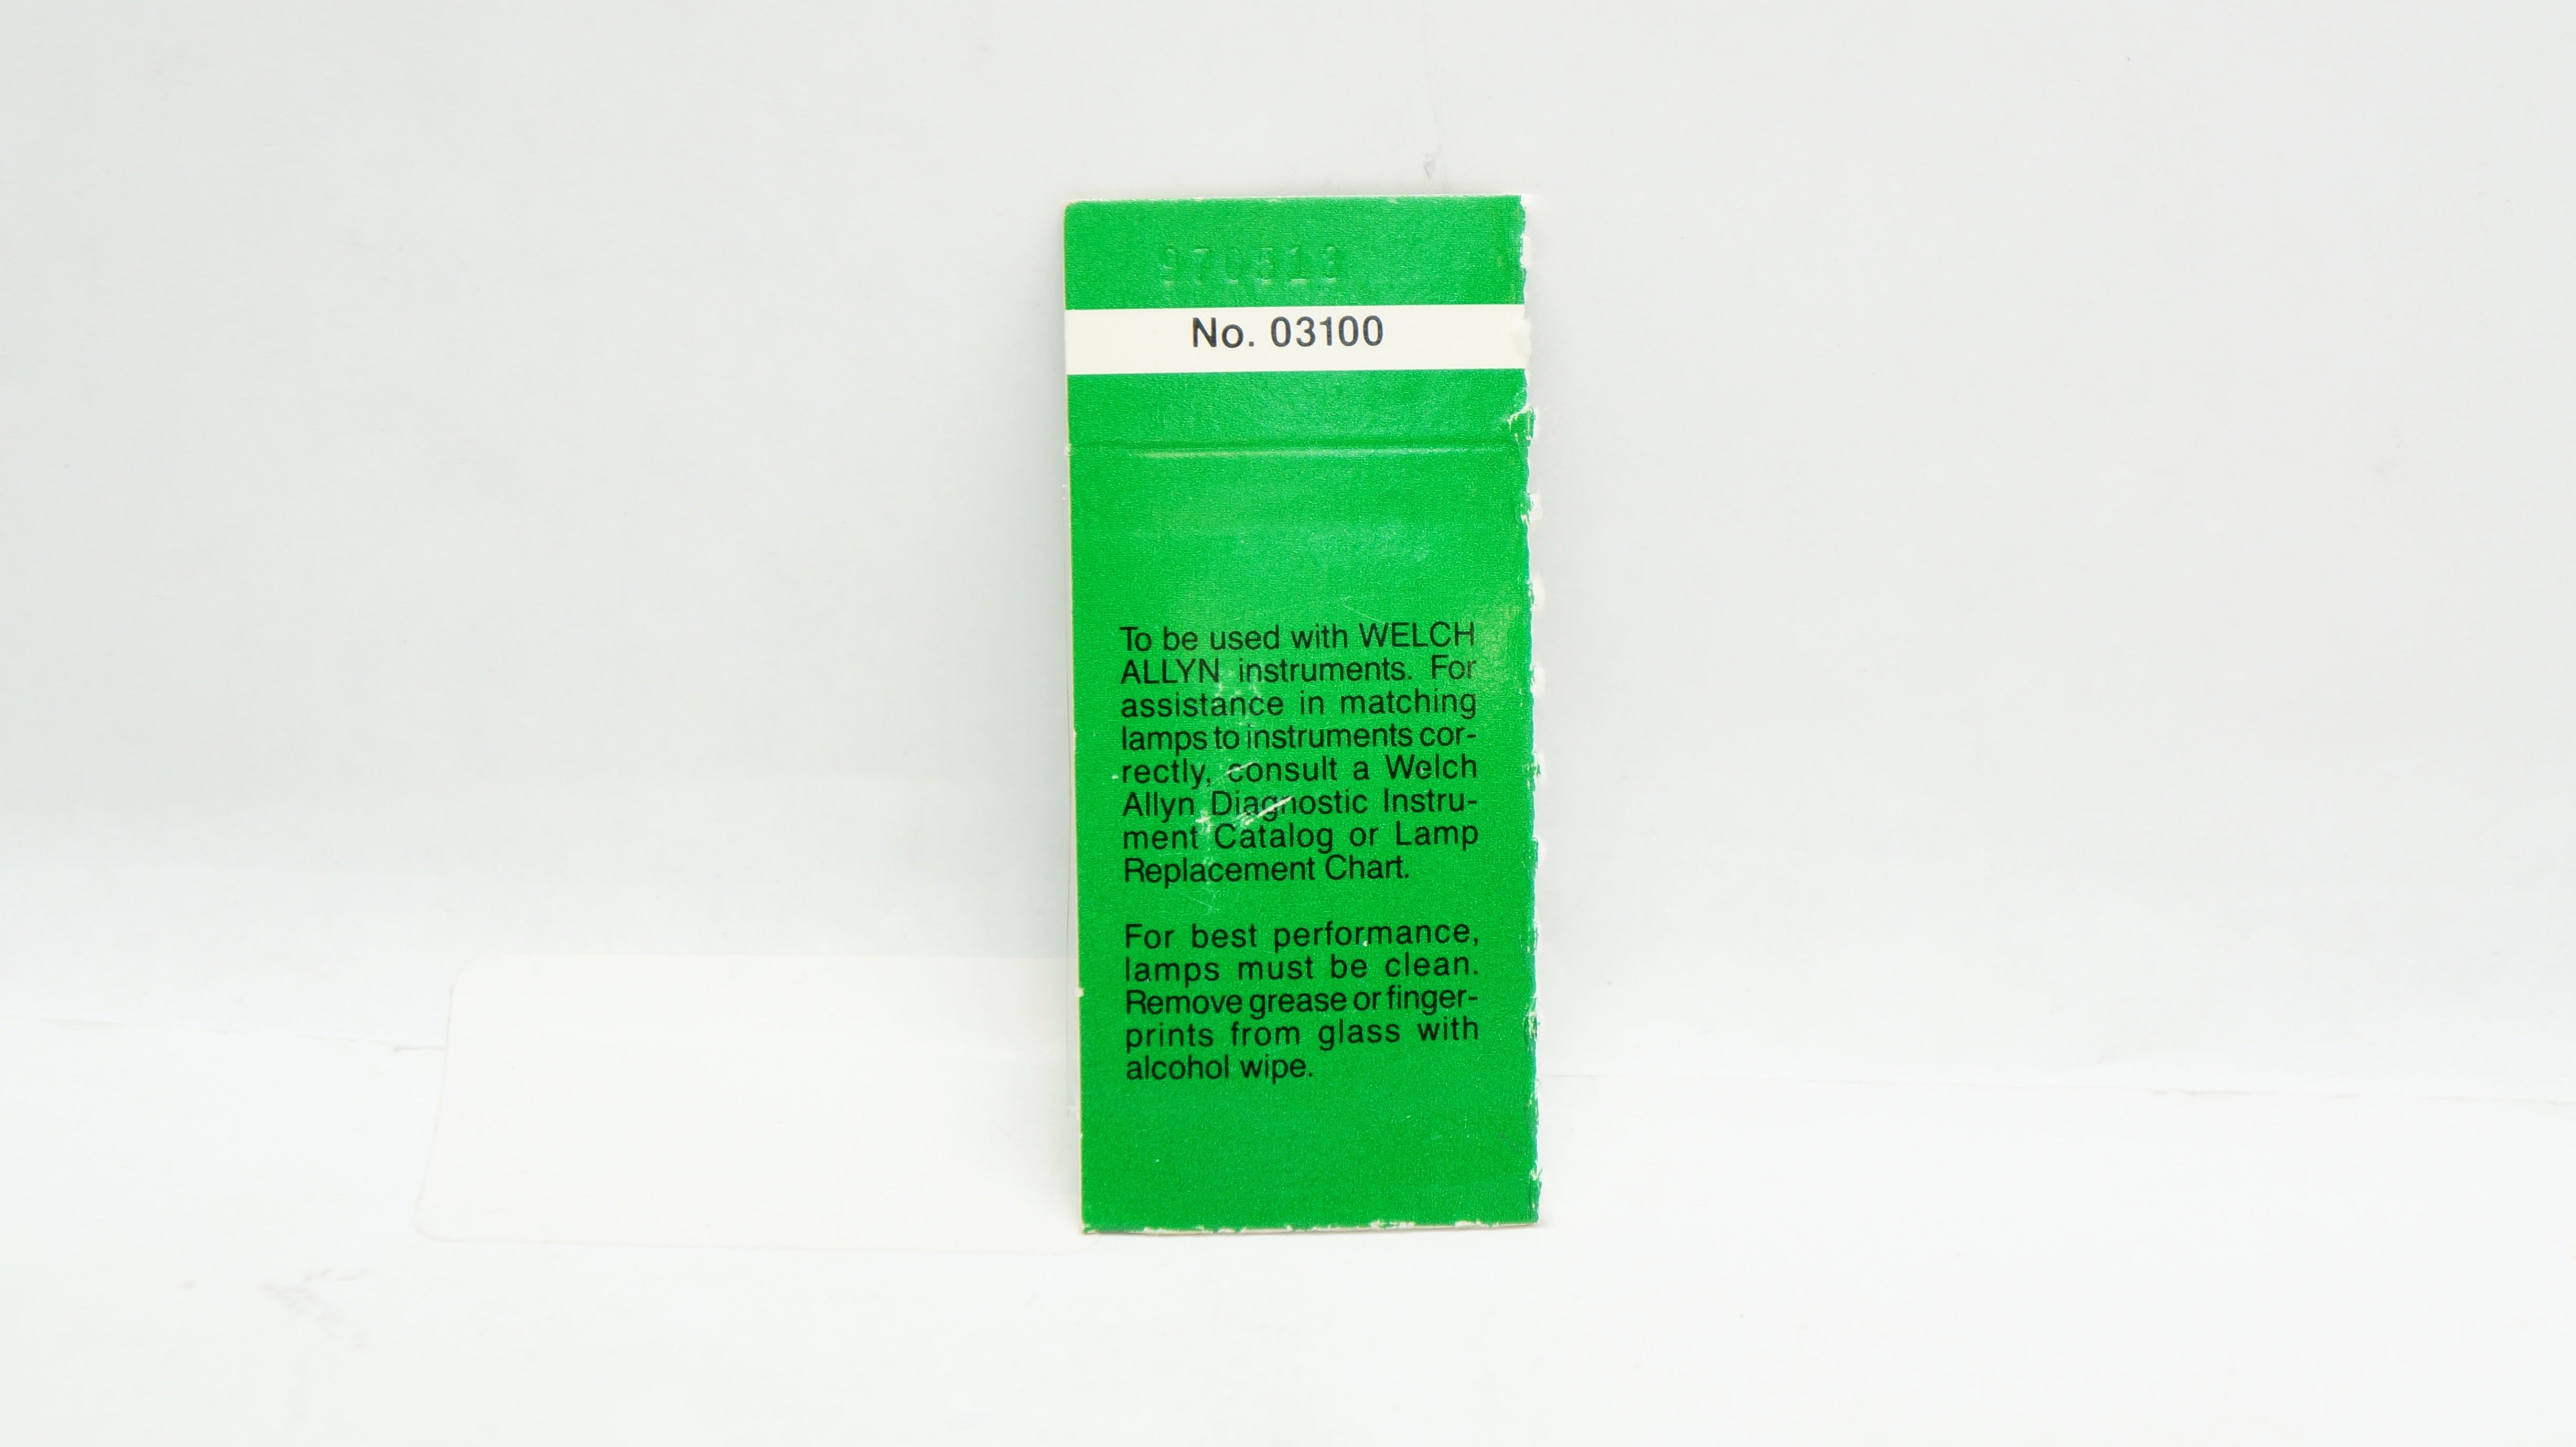 970513
No. 03100
To be used with WELCH
ALLYN instruments. For
assistance in matching
lamps to instruments cor-
rectly, consult a Welch
Allyn Diagnostic Instru-
ment Catalog or Lamp
Replacement Chart.
For best performance,
lamps must be clean.
Remove grease or finger-
prints from glass with
alcohol wipe.